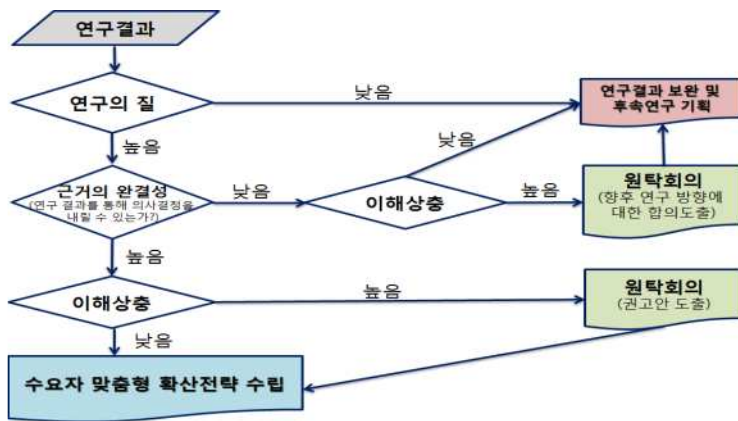 연구결과
연구의 질
낮음
연구결과 보완 및
후속연구 기획
높음
낮음
근거의 완결성
(연구 결과를 통해 의사결정을
내릴 수 있는가?)
낮음
이해상충
높음
원탁회의
(향후 연구 방향에
대한 합의도출)
높음
이해상충
높음
원탁회의
(권고안 도출)
낮음
수요자 맞춤형 확산전략 수립